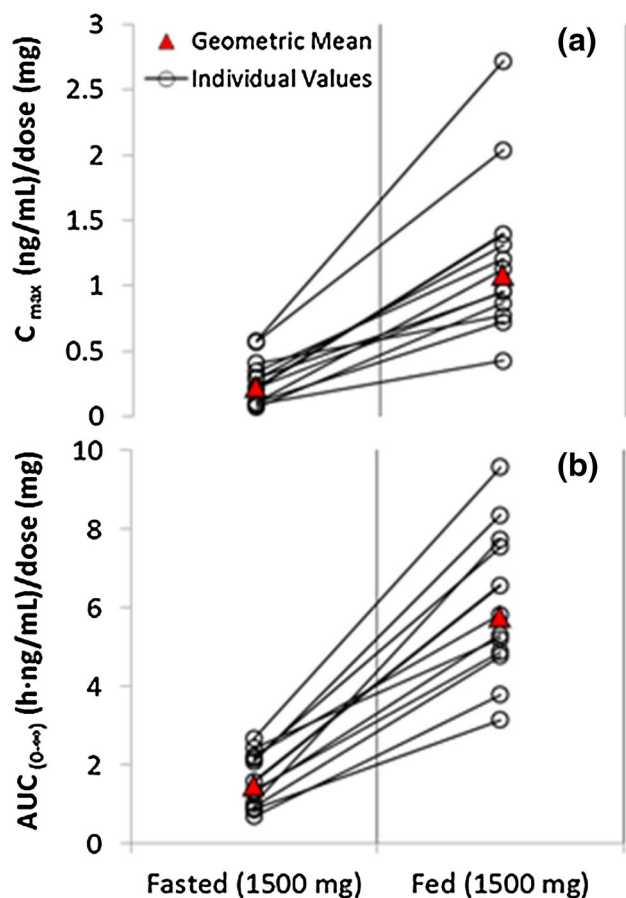 (a)
Geometric Mean
Individual Values
Cmax (ng/mL)/dose (mg)
3
2.5
2
1.5
1
0.5
0
(b)
AUC(0-∞) (h·ng/mL)/dose (mg)
10
8
6
4
2
0
Fasted (1500 mg)
Fed (1500 mg)